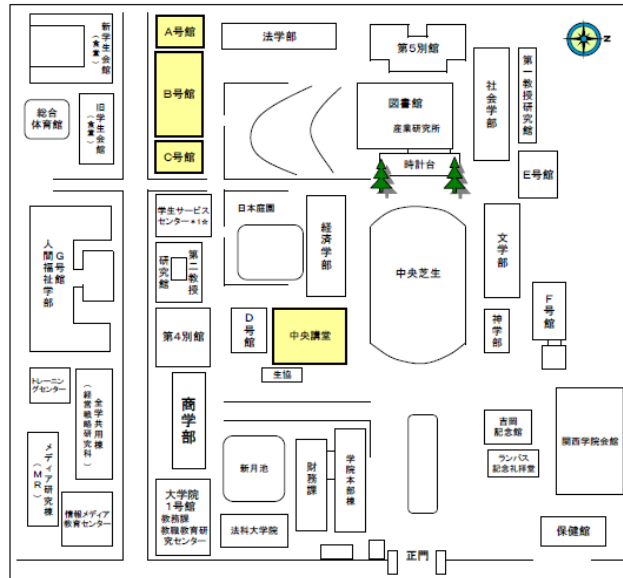 新学生会館
（食堂）
A号館
法学部
第5別館
N
B号館
社会学部
第一教授研究館
総合
体育館
旧学生会館
（食堂）
図書館
産業研究所
C号館
時計台
E号館
学生サービス
センター*1☆
日本庭園
経済学部
文学部
中央芝生
G号館
人間福祉学部
第二教授
研究館
第4別館
D号館
中央講堂
神学部
F号館
生協
トレーニン
グセンター
全学共用棟
（経営戦略研究科）
商学部
吉岡
記念館
関西学院会館
メディア研究棟
（MR）
新月池
財務課
学院本部棟
ランバス
記念礼拝堂
情報メディア
教育センター
大学院
1号館
教務課
教職教育研
究センター
法科大学院
保健館
正門